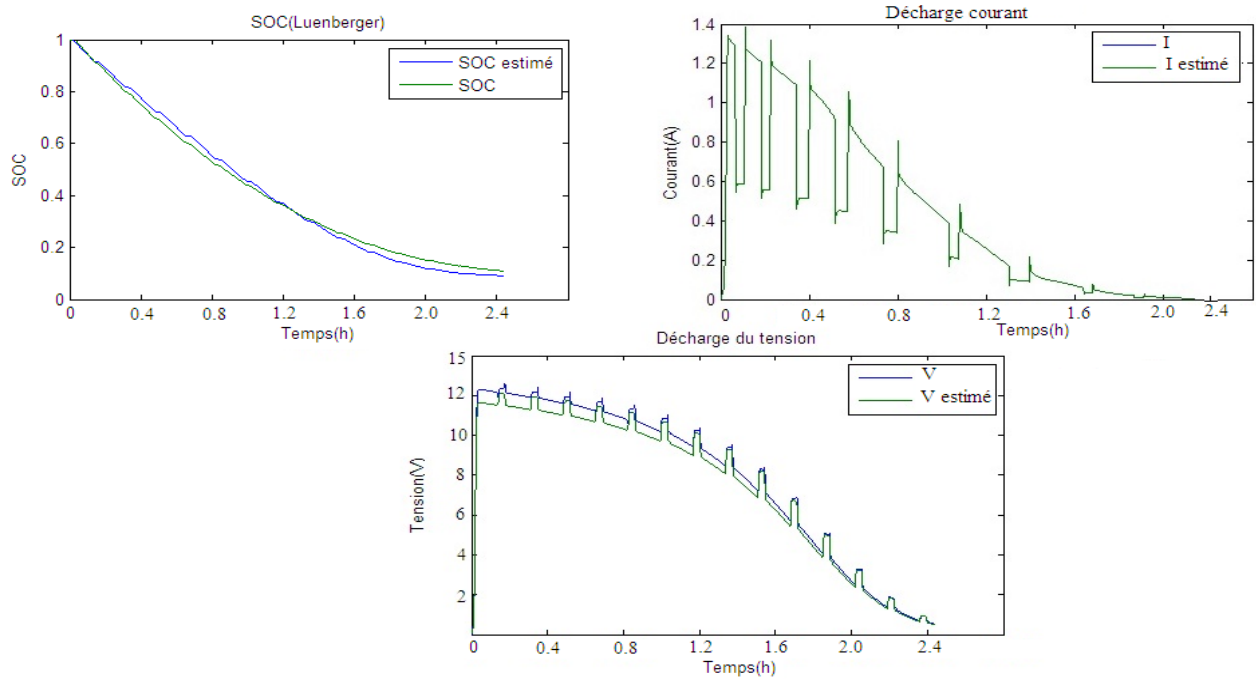 SOC(Luenberger)
1
0.8
0.6
0.4
0.2
0
SOC
SOC estimé
SOC
0
0.4
0.8
1.2
1.6
2.0
2.4
Temps(h)
Décharge courant
1.4
1.2
1
0.8
0.6
0.4
0.2
0
Courant(A)
I
I estimé
0
0.4
0.8
1.2
1.6
2.0
2.4
Temps(h)
Décharge du tension
15
12
10
8
6
4
2
Tension(V)
V
V estimé
0
0.4
0.8
1.2
1.6
2.0
2.4
Temps(h)